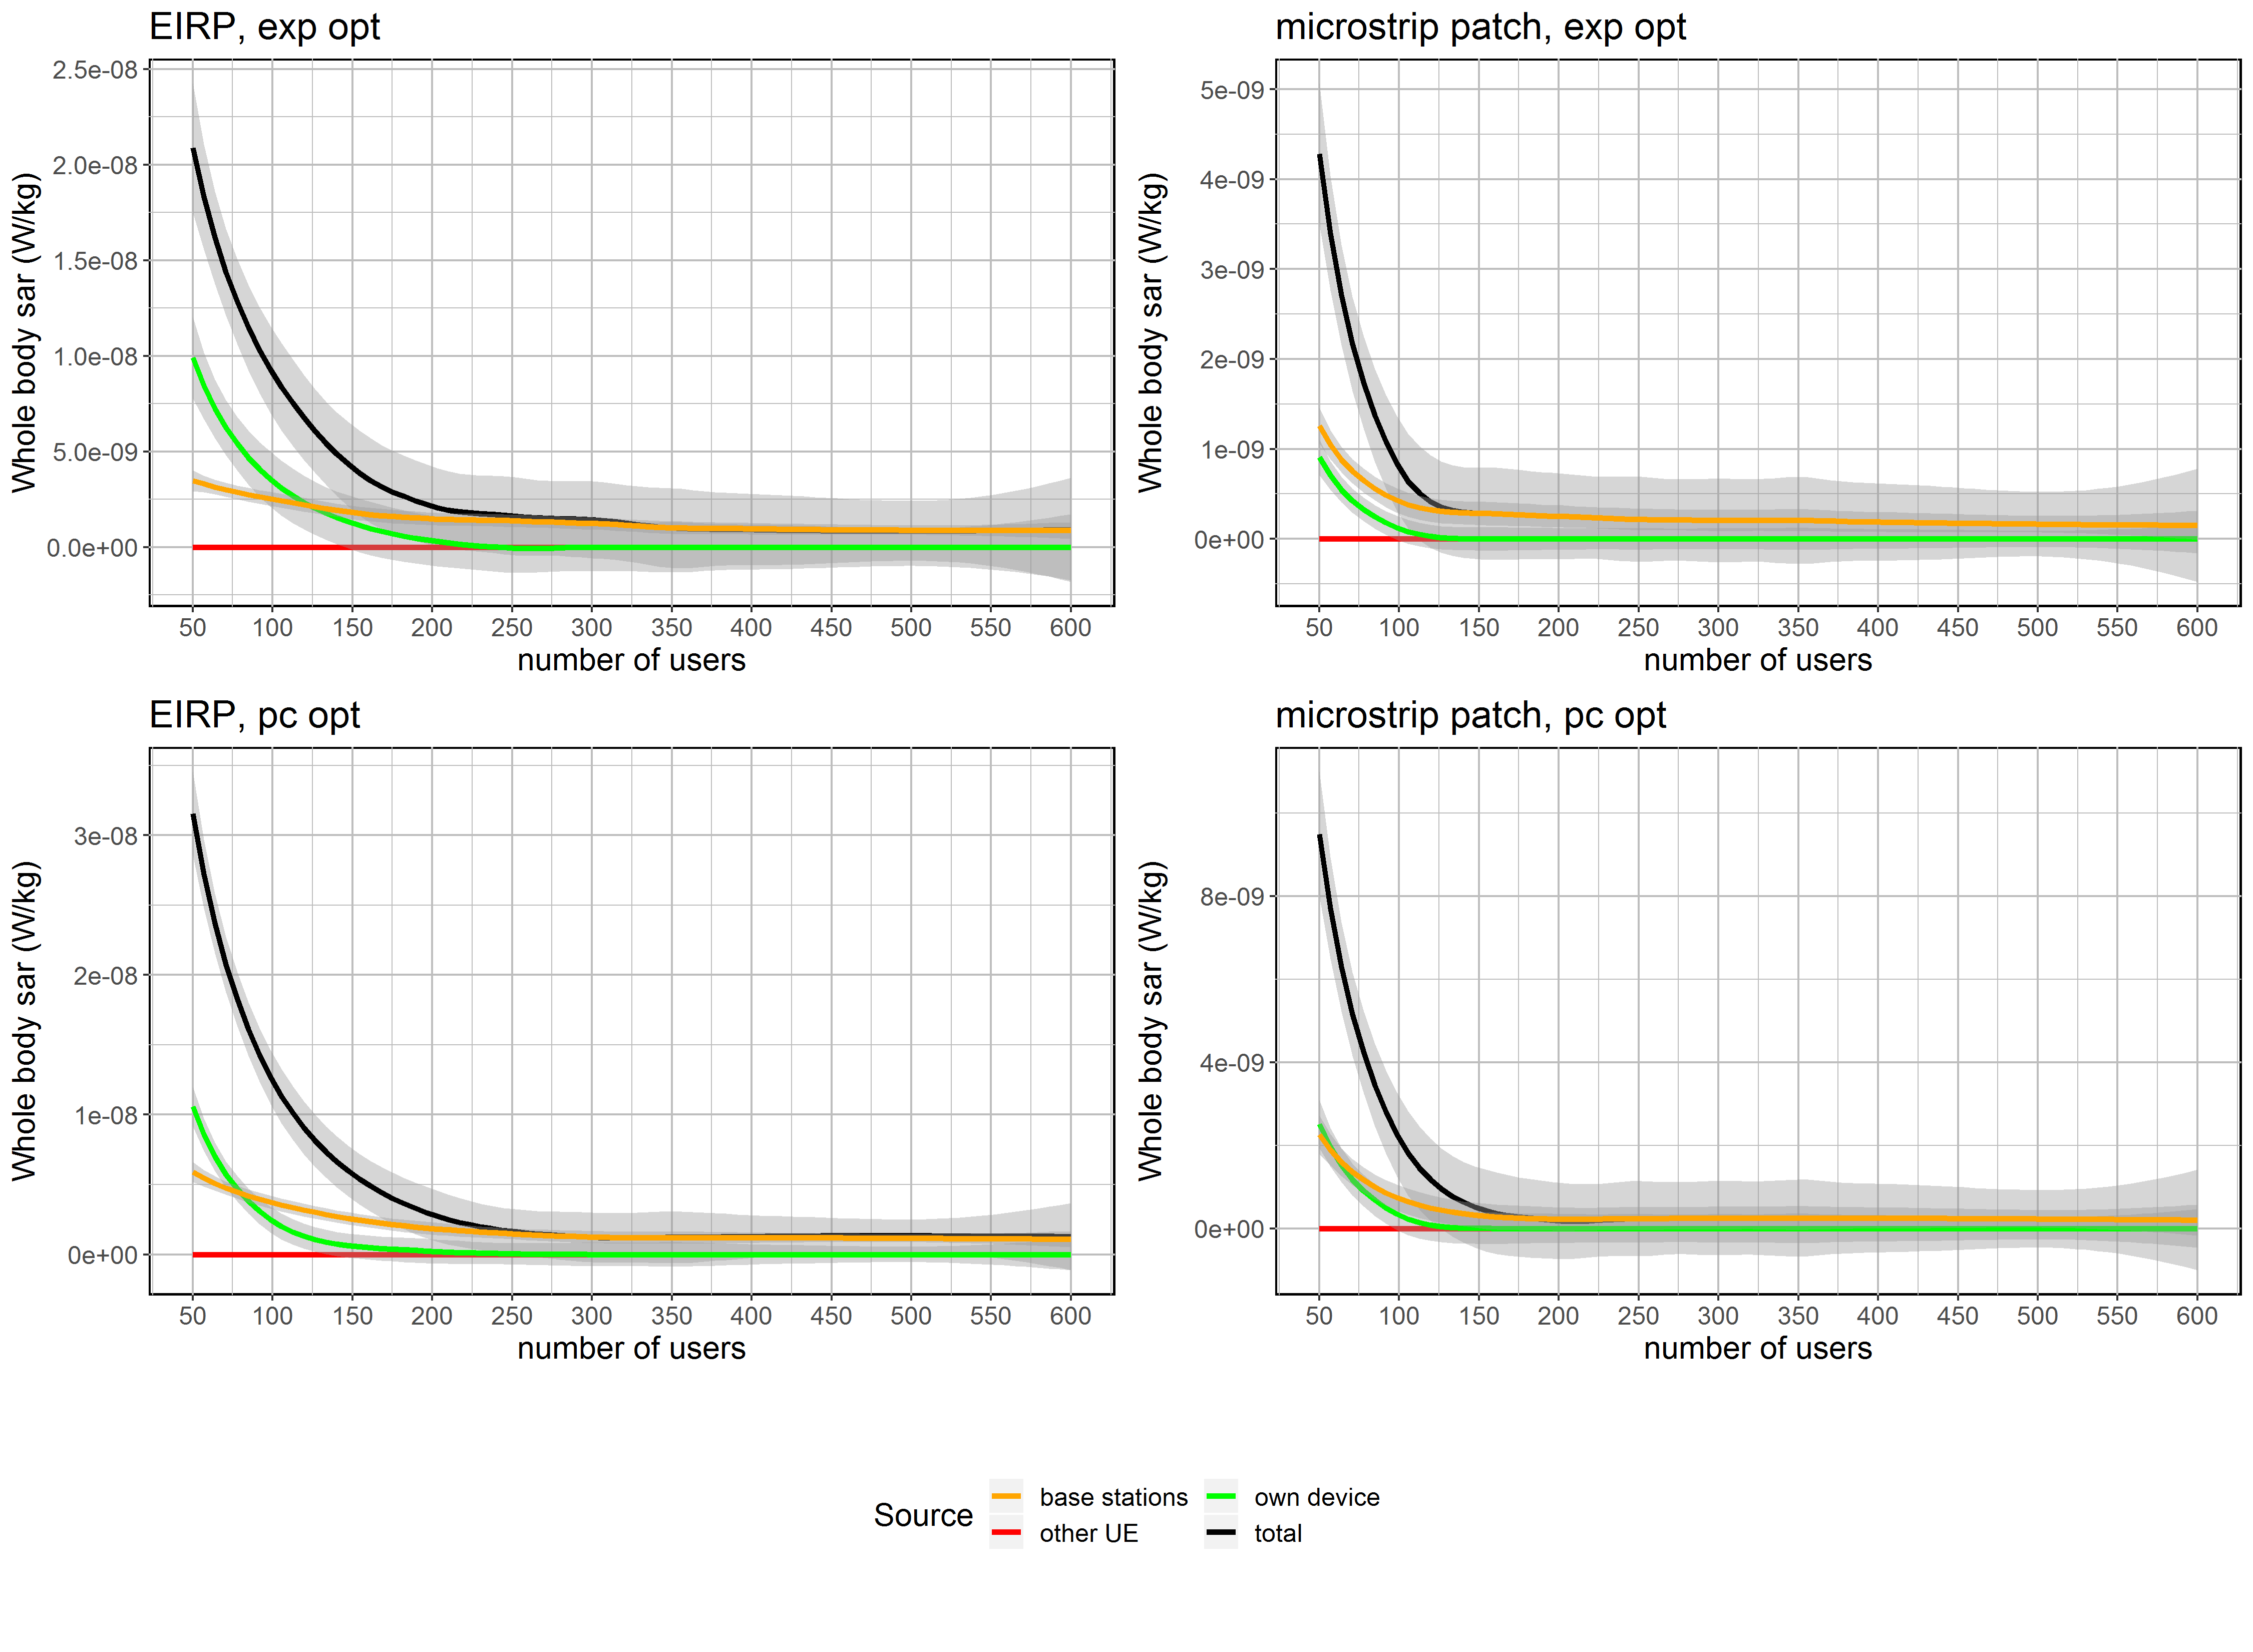 EIRP, exp opt
Whole body sar (W/kg)
2.5e-08
2.0e-08
1.5e-08
1.0e-08
5.0e-09
0.0e+00
50 100 150 200 250 300 350 400 450 500 550 600
number of users
microstrip patch, exp opt
Whole body sar (W/kg)
5e-09
4e-09
3e-09
2e-09
1e-09
0e+00
50 100 150 200 250 300 350 400 450 500 550 600
number of users
EIRP, pc opt
Whole body sar (W/kg)
3e-08
2e-08
1e-08
0e+00
50 100 150 200 250 300 350 400 450 500 550 600
number of users
microstrip patch, pc opt
Whole body sar (W/kg)
8e-09
4e-09
0e+00
50 100 150 200 250 300 350 400 450 500 550 600
number of users
Source
base stations own device
other UE total